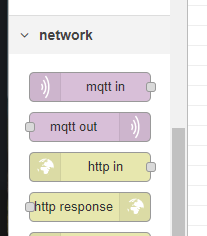 network
mqtt in
mqtt out
http in
http response